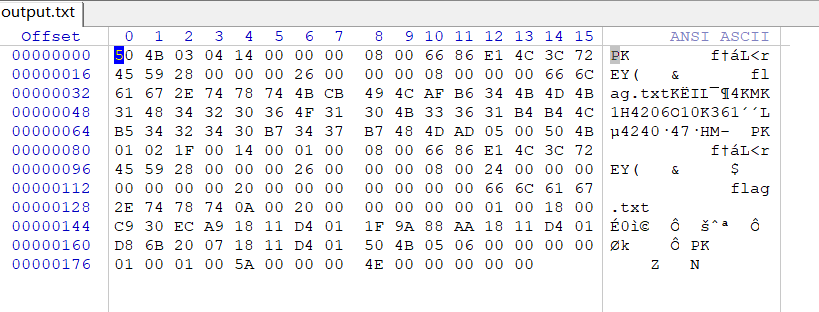 output.txt
Offset 0 1 2 3 4 5 6 7 8 9 10 11 12 13 14 15 ANSI ASCII
00000000 50 4B 03 04 14 00 00 00 08 00 66 86 E1 4C 3C 72 PK f†áL<r
00000016 45 59 28 00 00 00 26 00 00 00 08 00 00 00 66 6C EY( & fl
00000032 61 67 2E 74 78 74 4B CB 49 4C AF B6 34 4B 4D 4B ag.txtKËIL¯¶4KMK
00000048 31 48 34 32 30 36 4F 31 30 4B 33 36 31 B4 B4 4C 1H4206O10K361´´L
00000064 B5 34 32 34 30 B7 34 37 B7 48 4D AD 05 00 50 4B µ4240·47·HM- PK
00000080 01 02 1F 00 14 00 01 00 08 00 66 86 E1 4C 3C 72 f†áL<r
00000096 45 59 28 00 00 00 26 00 00 00 08 00 24 00 00 00 EY( & $
00000112 00 00 00 00 20 00 00 00 00 00 00 00 66 6C 61 67 flag
00000128 2E 74 78 74 0A 00 20 00 00 00 00 00 01 00 18 00 .txt
00000144 C9 30 EC A9 18 11 D4 01 1F 9A 88 AA 18 11 D4 01 É0ì© Ô šˆª Ô
00000160 D8 6B 20 07 18 11 D4 01 50 4B 05 06 00 00 00 00 Øk Ô PK
00000176 01 00 01 00 5A 00 00 00 4E 00 00 00 00 00 Z N